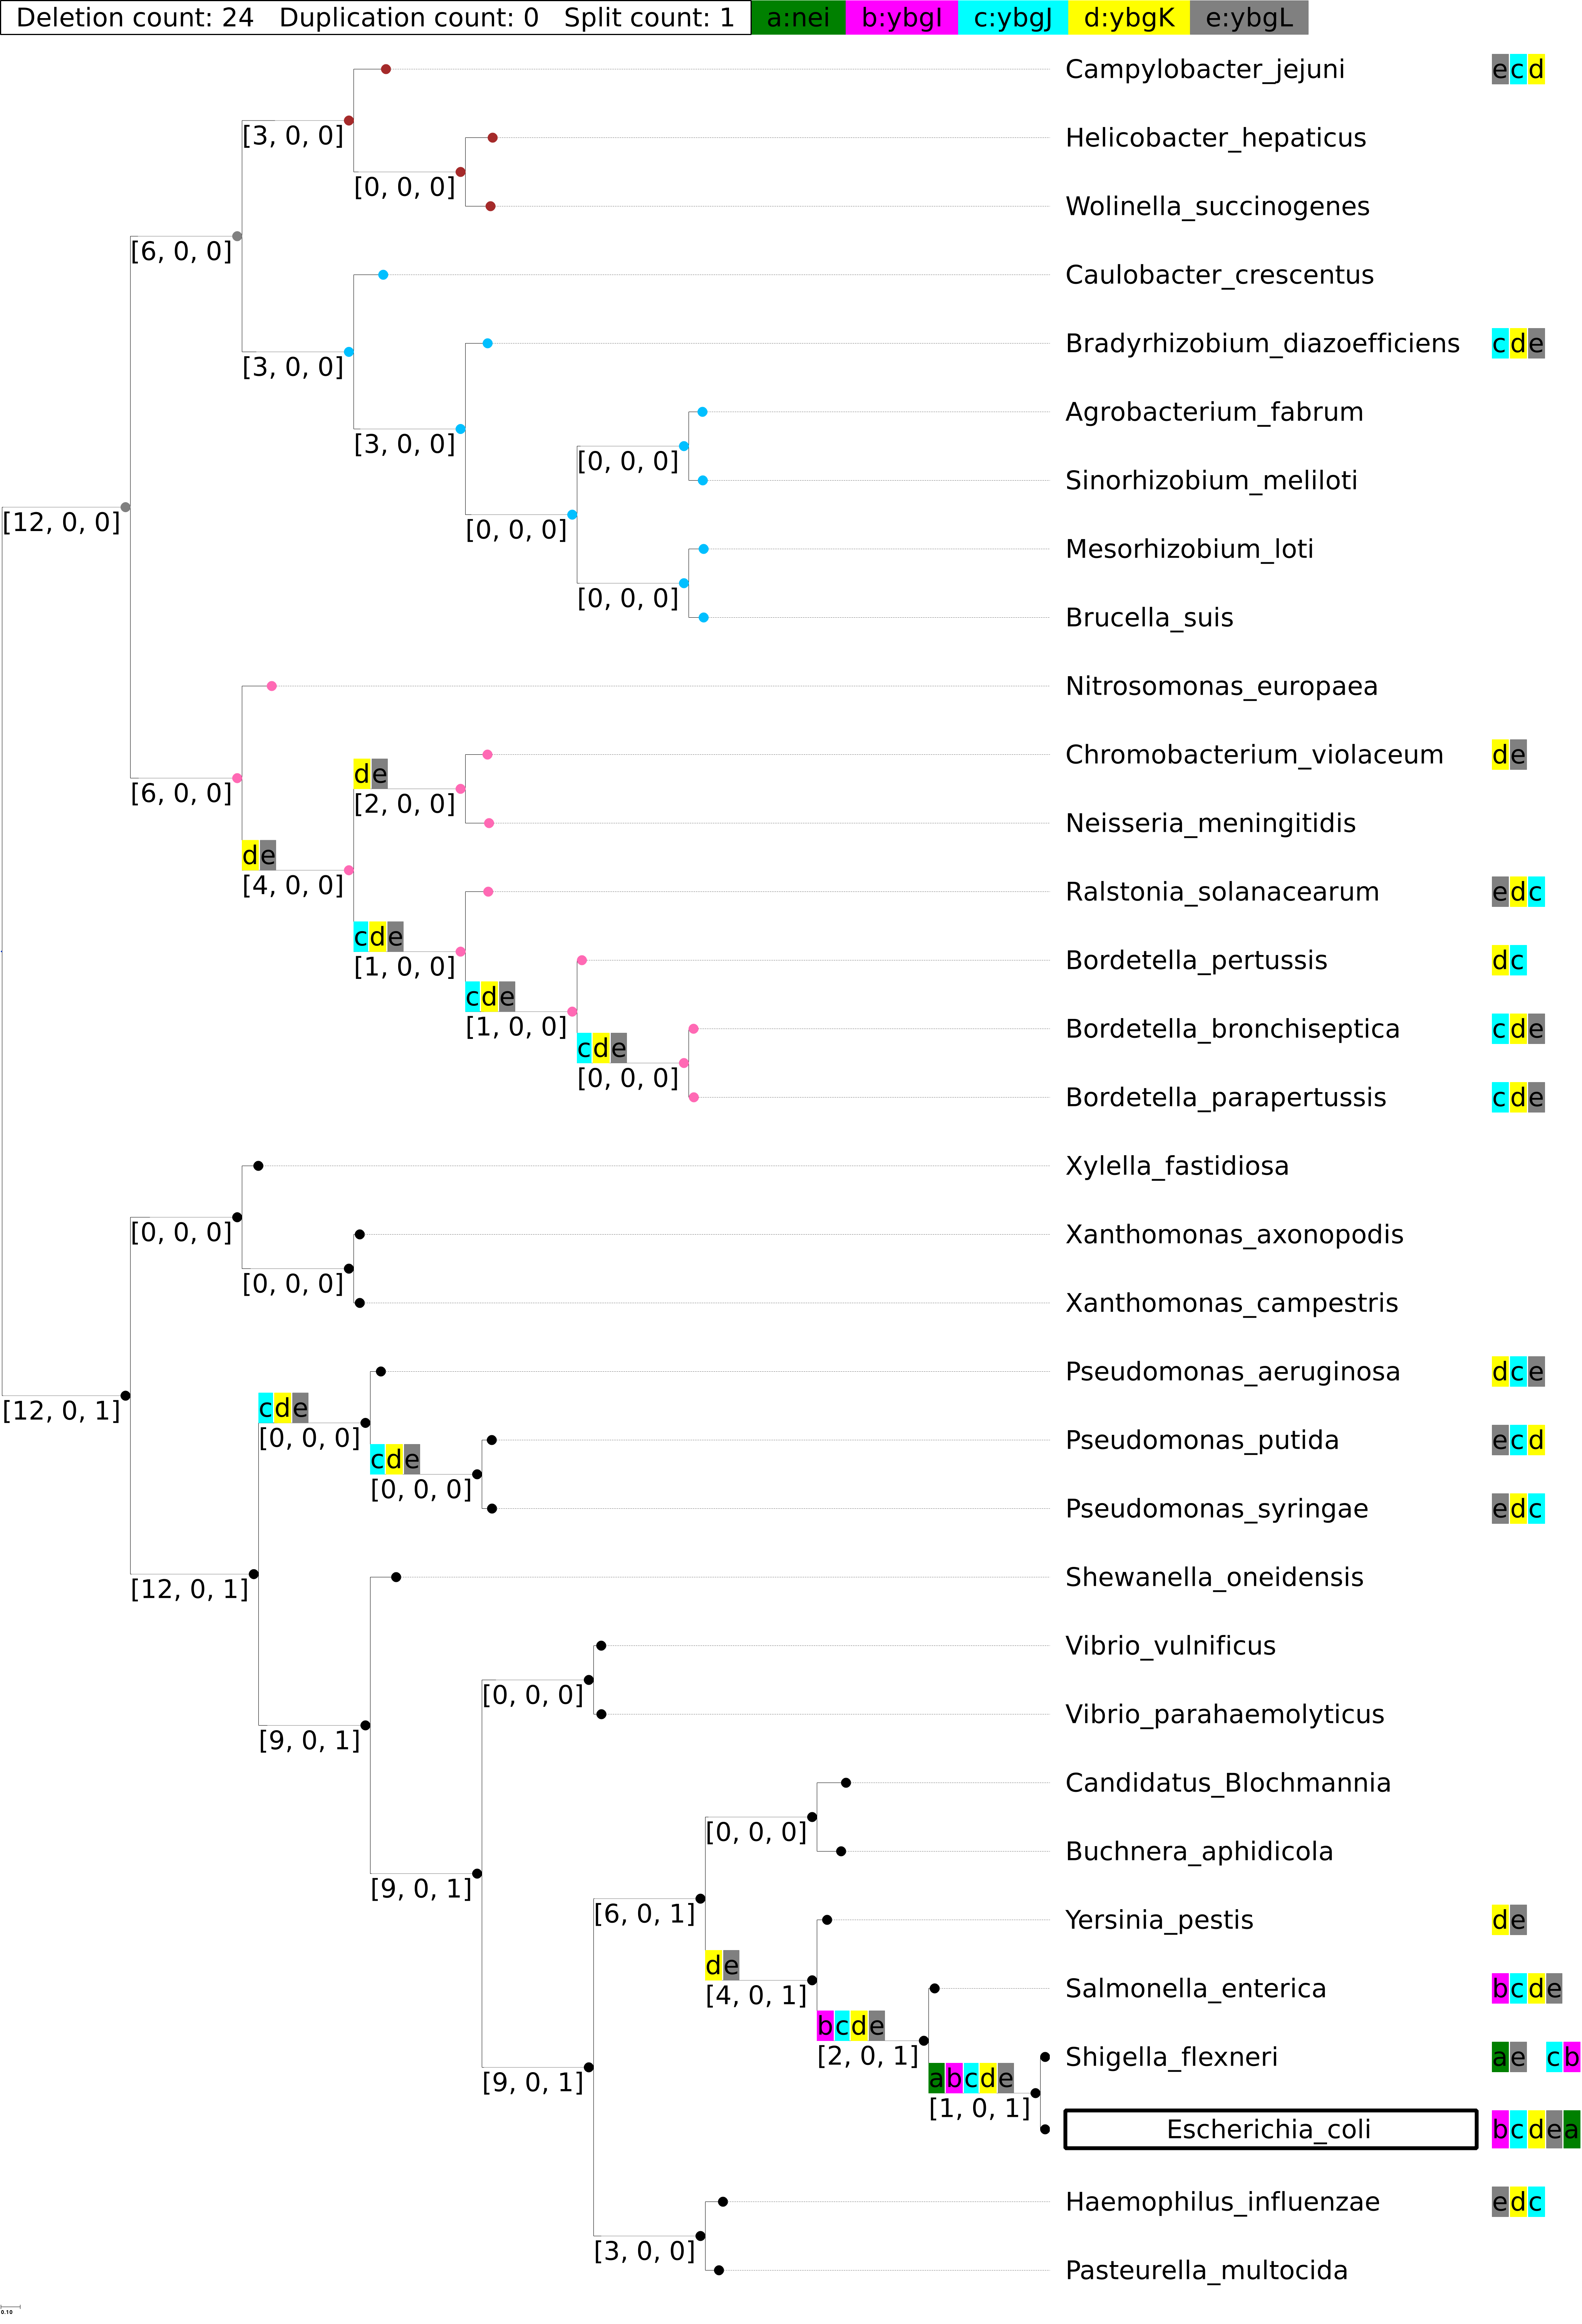 Deletion count: 24 Duplication count: 0 Split count: 1 a:nei b:ybgI c:ybgJ d:ybgK e:ybgL
Campylobacter_jejuni ecd
[3, 0, 0]
Helicobacter_hepaticus
[0, 0, 0]
Wolinella_succinogenes
[6, 0, 0]
Caulobacter_crescentus
Bradyrhizobium_diazoefficiens cde
[3, 0, 0]
Agrobacterium_fabrum
[3, 0, 0]
[0, 0, 0]
Sinorhizobium_meliloti
[12, 0, 0]
[0, 0, 0]
Mesorhizobium_loti
[0, 0, 0]
Brucella_suis
Nitrosomonas_europaea
Chromobacterium_violaceum de
de
[6, 0, 0]
[2, 0, 0]
Neisseria_meningitidis
de
[4, 0, 0]
Ralstonia_solanacearum edc
cde
[1, 0, 0]
Bordetella_pertussis dc
cde
[1, 0, 0]
Bordetella_bronchiseptica cde
cde
[0, 0, 0]
Bordetella_parapertussis cde
Xylella_fastidiosa
[0, 0, 0]
Xanthomonas_axonopodis
[0, 0, 0]
Xanthomonas_campestris
Pseudomonas_aeruginosa dce
[12, 0, 1]
cde
[0, 0, 0]
Pseudomonas_putida ecd
cde
[0, 0, 0]
Pseudomonas_syringae edc
Shewanella_oneidensis
[12, 0, 1]
Vibrio_vulnificus
[0, 0, 0]
Vibrio_parahaemolyticus
[9, 0, 1]
Candidatus_Blochmannia
[0, 0, 0]
Buchnera_aphidicola
[9, 0, 1]
[6, 0, 1]
Yersinia_pestis de
de
[4, 0, 1]
Salmonella_enterica bcde
bcde
[2, 0, 1]
Shigella_flexneri ae cb
abcde
[9, 0, 1]
[1, 0, 1]
Escherichia_coli bcdea
Haemophilus_influenzae edc
[3, 0, 0]
Pasteurella_multocida
0.10